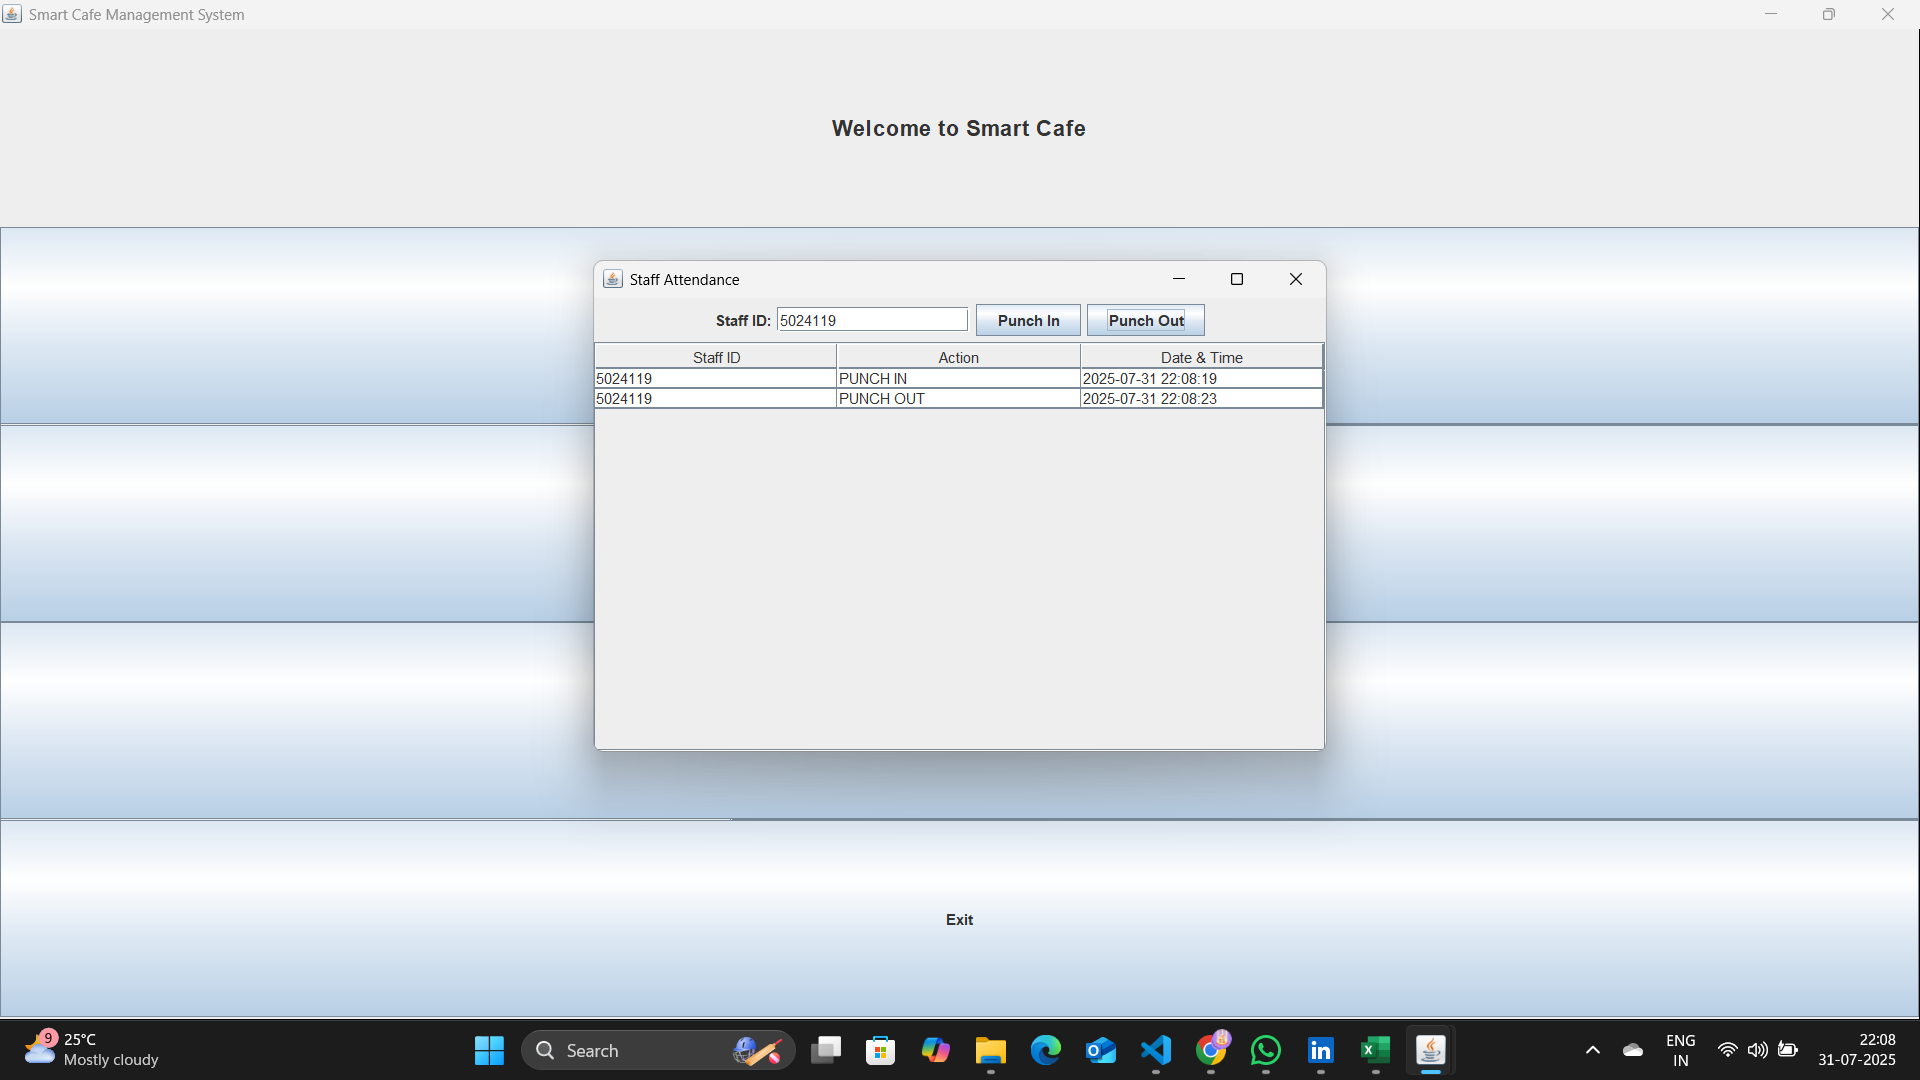 Smart Cafe Management System
Welcome to Smart Cafe
Staff Attendance
Staff ID: 5024119 Punch In Punch Out
Staff ID Action Date & Time
5024119 PUNCH IN 2025-07-31 22:08:19
5024119 PUNCH OUT 2025-07-31 22:08:23
Exit
9 25°C
Mostly cloudy
Search
ENG
IN
22:08
31-07-2025